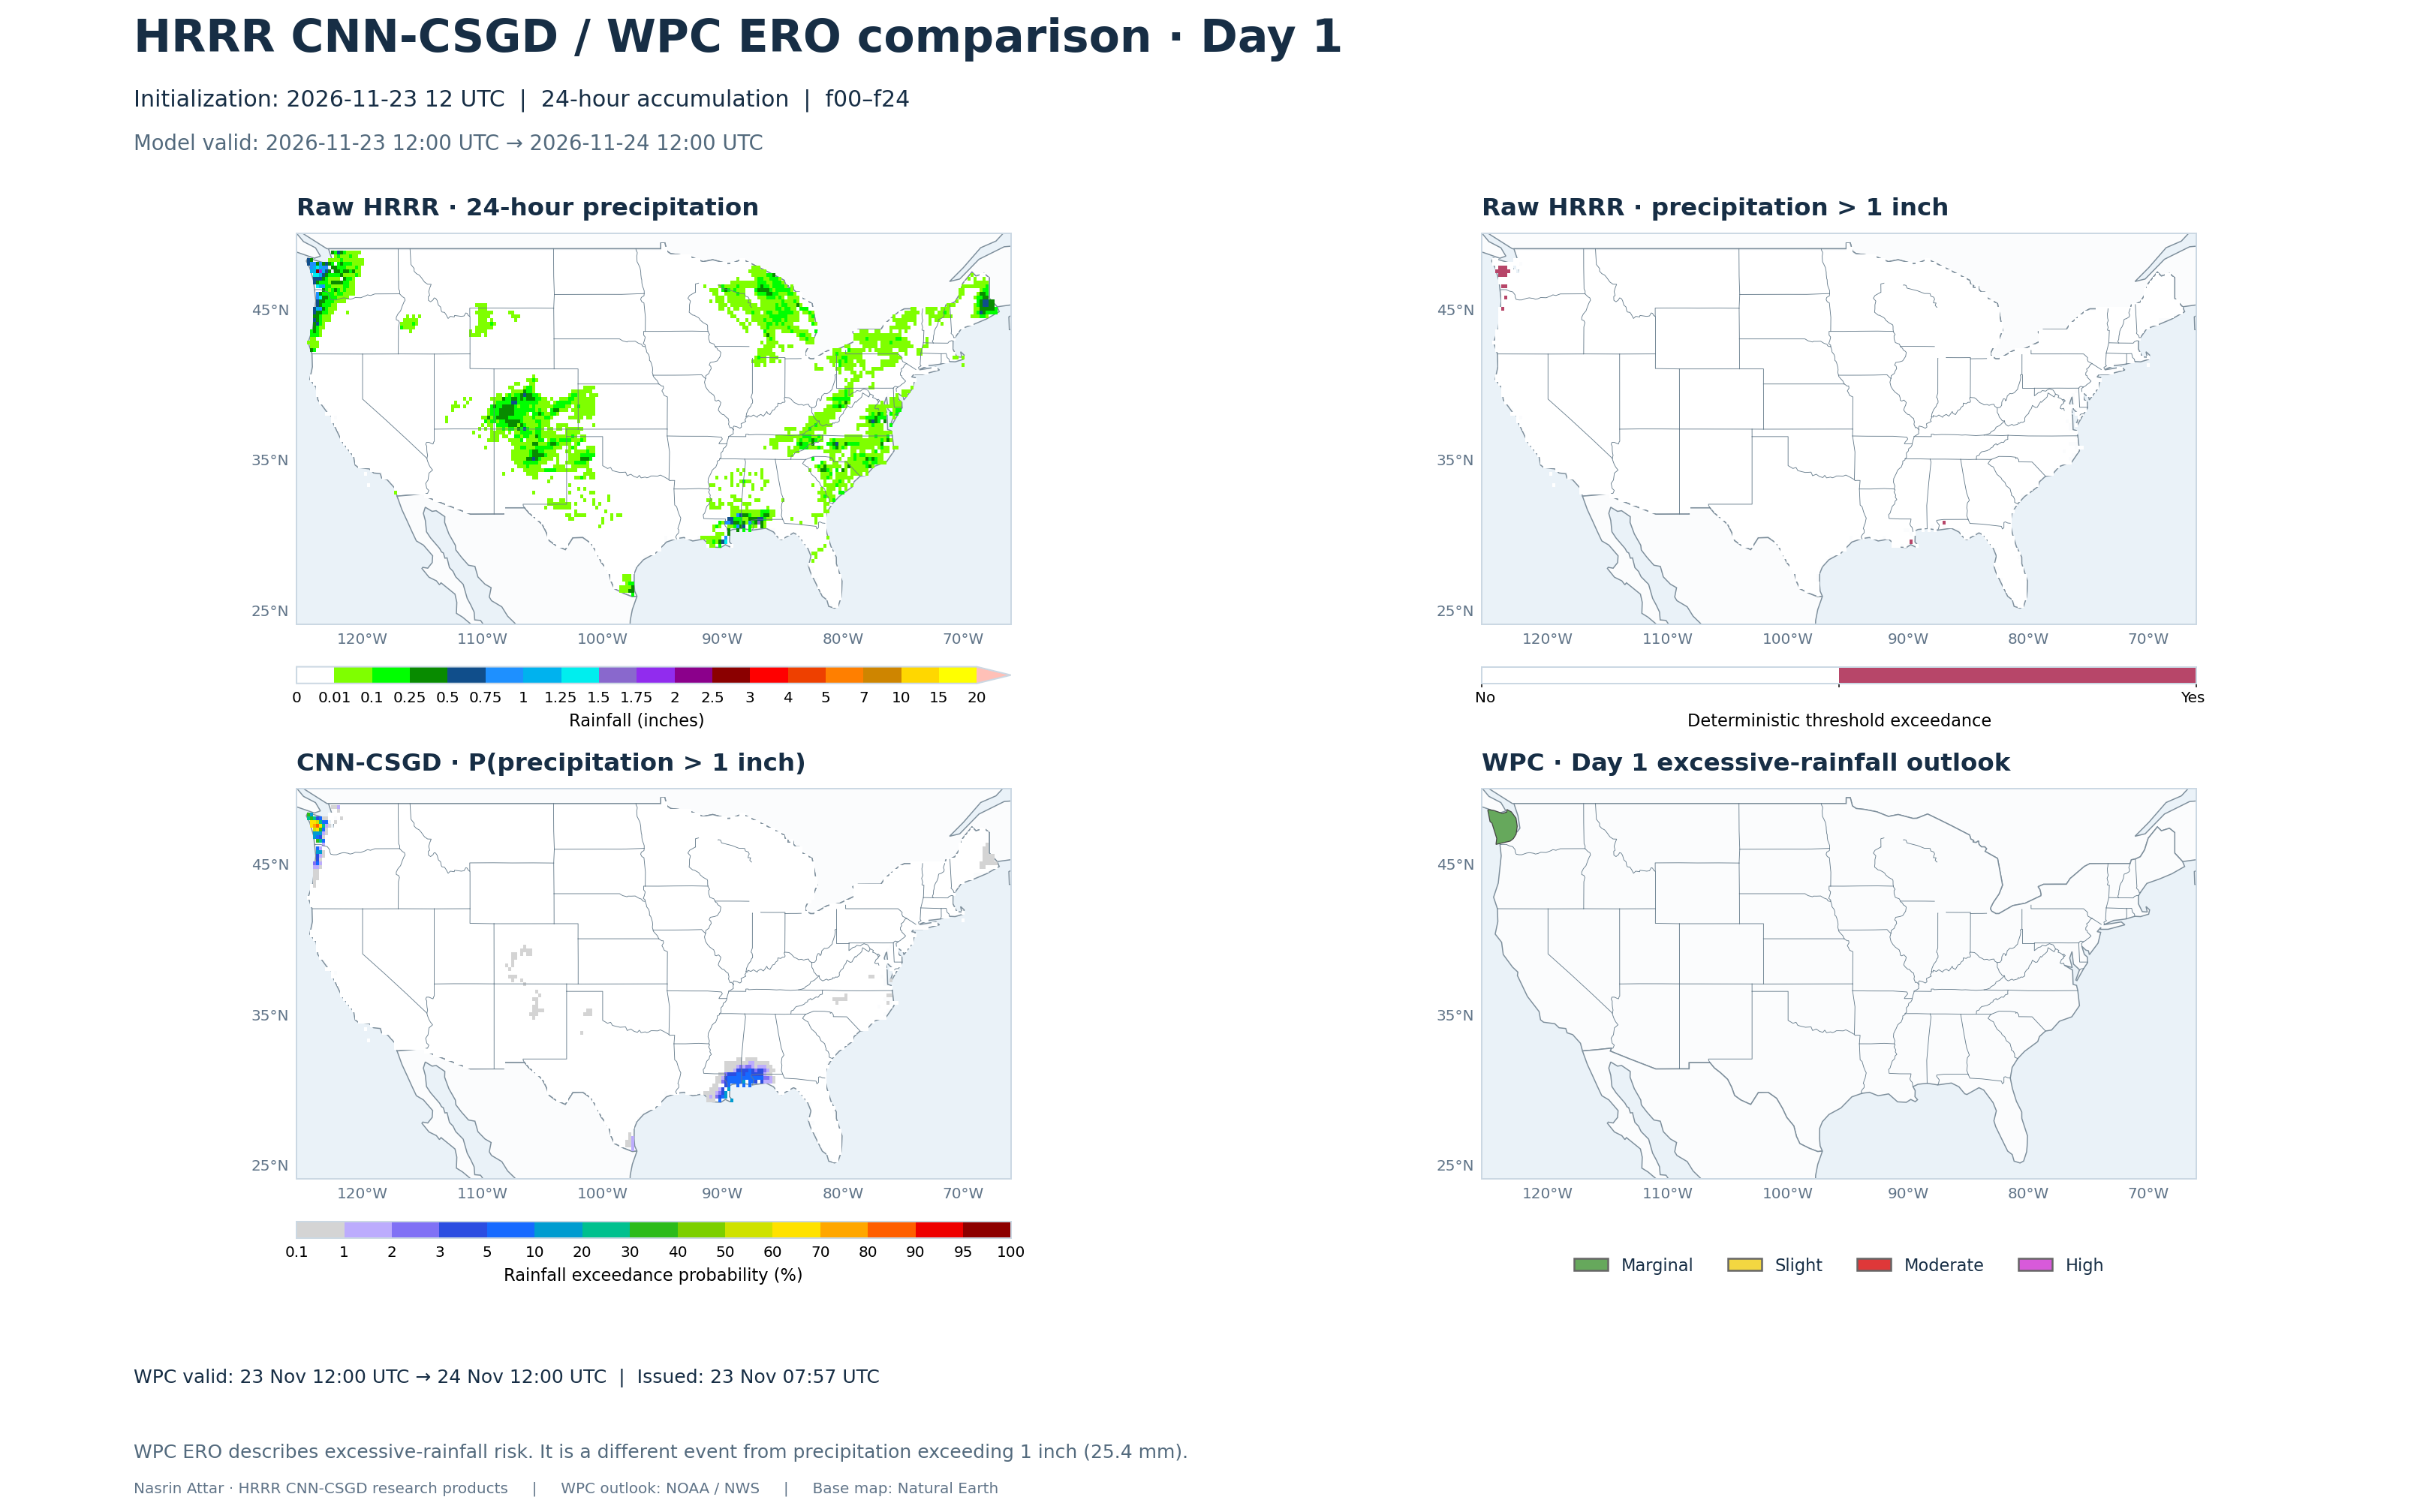 HRRR CNN-CSGD / WPC ERO comparison · Day 1
Initialization: 2026-11-23 12 UTC | 24-hour accumulation | f00–f24
Model valid: 2026-11-23 12:00 UTC → 2026-11-24 12:00 UTC
Raw HRRR · 24-hour precipitation
45°N
35°N
25°N
120°W 110°W 100°W 90°W 80°W 70°W
0 0.01 0.1 0.25 0.5 0.75 1 1.25 1.5 1.75 2 2.5 3 4 5 7 10 15 20
Rainfall (inches)
Raw HRRR · precipitation > 1 inch
45°N
35°N
25°N
120°W 110°W 100°W 90°W 80°W 70°W
No Yes
Deterministic threshold exceedance
CNN-CSGD · P(precipitation > 1 inch)
45°N
35°N
25°N
120°W 110°W 100°W 90°W 80°W 70°W
0.1 1 2 3 5 10 20 30 40 50 60 70 80 90 95 100
Rainfall exceedance probability (%)
WPC · Day 1 excessive-rainfall outlook
45°N
35°N
25°N
120°W 110°W 100°W 90°W 80°W 70°W
Marginal Slight Moderate High
WPC valid: 23 Nov 12:00 UTC → 24 Nov 12:00 UTC | Issued: 23 Nov 07:57 UTC
WPC ERO describes excessive-rainfall risk. It is a different event from precipitation exceeding 1 inch (25.4 mm).
Nasrin Attar · HRRR CNN-CSGD research products | WPC outlook: NOAA / NWS | Base map: Natural Earth